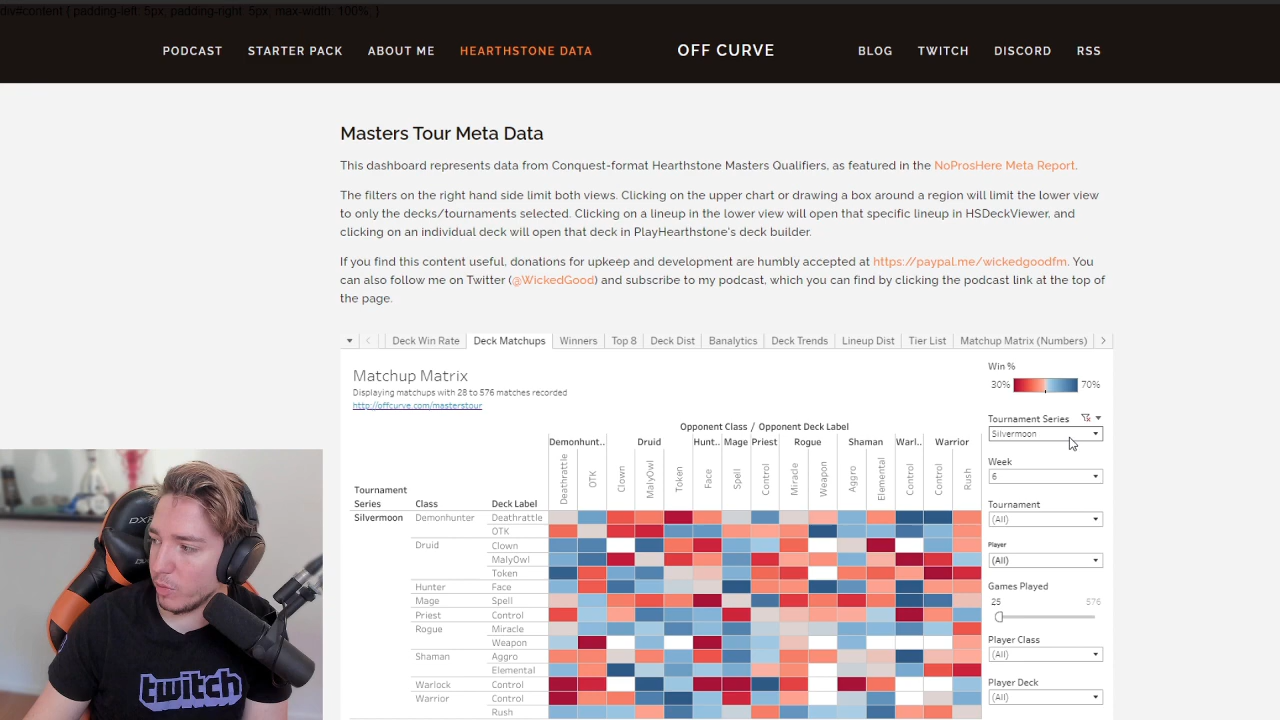 div#content { padding-left: 5px; padding-right: 5px; max-width: 100%; }
PODCAST STARTER PACK ABOUT ME HEARTHSTONE DATA OFF CURVE BLOG TWITCH DISCORD RSS
Masters Tour Meta Data
This dashboard represents data from Conquest-format Hearthstone Masters Qualifiers, as featured in the NoProsHere Meta Report.
The filters on the right hand side limit both views. Clicking on the upper chart or drawing a box around a region will limit the lower view
to only the decks/tournaments selected. Clicking on a lineup in the lower view will open that specific lineup in HSDeckViewer, and
clicking on an individual deck will open that deck in PlayHearthstone's deck builder.
If you find this content useful, donations for upkeep and development are humbly accepted at https://paypal.me/wickedgoodfm. You
can also follow me on Twitter (@WickedGood) and subscribe to my podcast, which you can find by clicking the podcast link at the top of
the page.
Deck Win Rate Deck Matchups Winners Top 8 Deck Dist Banalytics Deck Trends Lineup Dist Tier List Matchup Matrix (Numbers)
Matchup Matrix
Displaying matchups with 28 to 576 matches recorded
http://offcurve.com/masterstour
Win %
30% 70%
Tournament Series
Silvermoon
Week
6
Tournament
(All)
Player
(All)
Games Played
25 576
Player Class
(All)
Player Deck
(All)
Opponent Class / Opponent Deck Label
Demonhunt.. Druid Hunt.. Mage Priest Rogue Shaman Warl.. Warrior
Deathrattle OTK Clown MalyOwl Token Face Spell Control Miracle Weapon Aggro Elemental Control Control Rush
Tournament
Series Class Deck Label
Silvermoon Demonhunter Deathrattle
OTK
Druid Clown
MalyOwl
Token
Hunter Face
Mage Spell
Priest Control
Rogue Miracle
Weapon
Shaman Aggro
Elemental
Warlock Control
Warrior Control
Rush
DXR
twitch